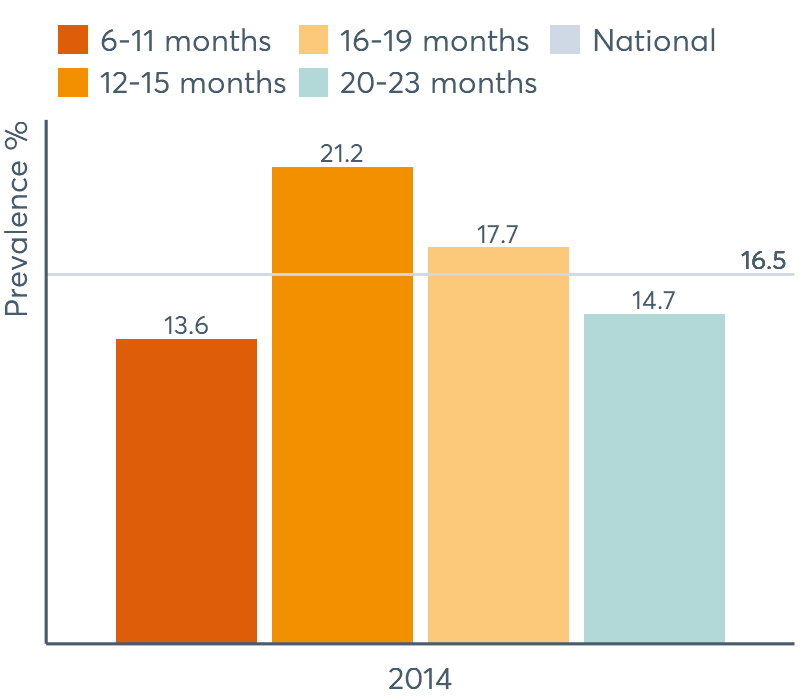 6-11 months 16-19 months National
12-15 months 20-23 months
Prevalence %
21.2
17.7
16.5
14.7
13.6
2014